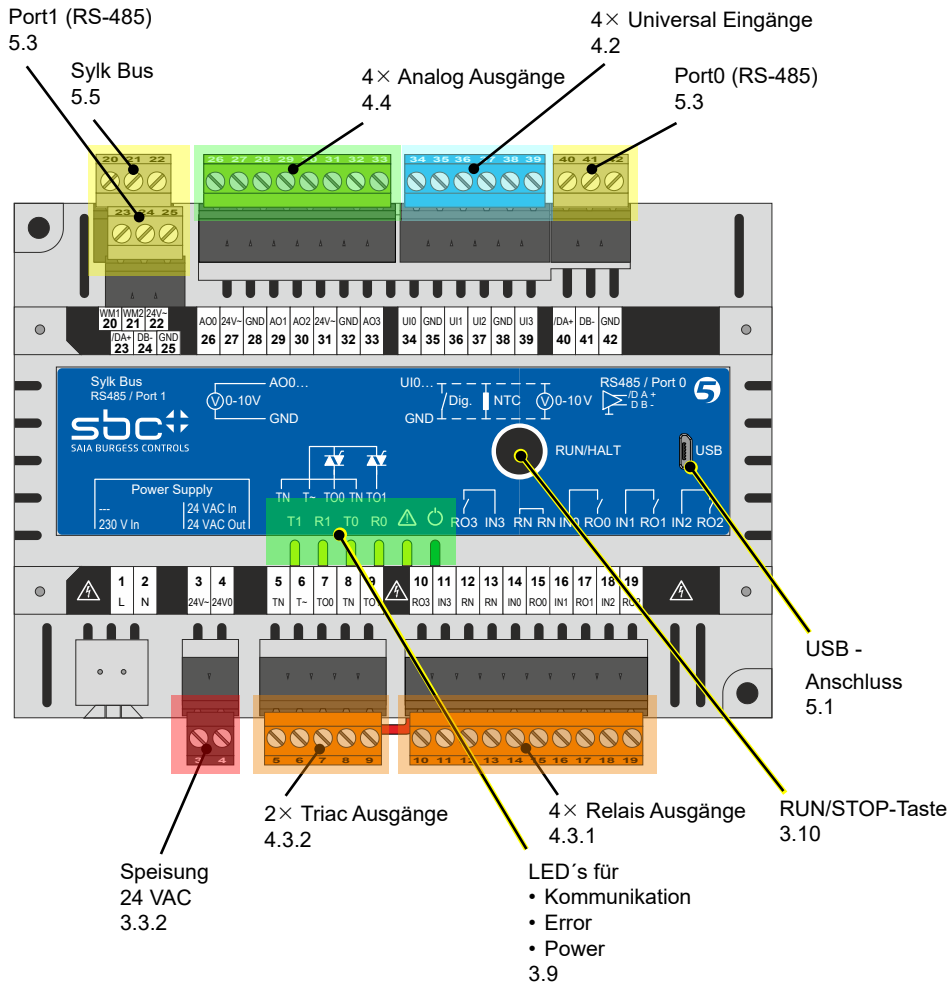 Port1 (RS-485)
5.3
Sylk Bus
5.5
4× Analog Ausgänge
4.4
4× Universal Eingänge
4.2
Port0 (RS-485)
5.3
20 21 22
26 27 28 29 31 32 33
34 35 36 37 38 39
40 41 42
23 24 25
WM1 WM2 24V~
20 21 22
/DA+ DB- GND
23 24 25
AO0 24V~ GND AO1 AO2 24V~ GND AO3
26 27 28 29 30 31 32 33
UI0 GND UI1 UI2 GND UI3
34 35 36 37 38 39
/DA+ DB- GND
40 41 42
Sylk Bus
RS485 / Port 1
AO0...
0-10V
GND
UI0...
Dig. NTC 0-10V
GND
RS485 / Port 0
/D A +
D B -
5
sbc
SAIA BURGESS CONTROLS
RUN/HALT
USB
Power Supply
---
230 V In
24 VAC In
24 VAC Out
TN T~ TO0 TN TO1
T1 R1 T0 R0
RO3 IN3 RN RN IN0 RO0 IN1 RO1 IN2 RO2
1 2 3 4 5 6 7 8 9 10 11 12 13 14 15 16 17 18 19
L N 24V~ 24V0 TN T~ TO0 TN TO1 RO3 IN3 RN RN IN0 RO0 IN1 RO1 IN2 RO2
3 4
5 6 7 8 9
10 11 12 13 14 15 16 17 18 19
USB -
Anschluss
5.1
Speisung
24 VAC
3.3.2
2× Triac Ausgänge
4.3.2
4× Relais Ausgänge
4.3.1
RUN/STOP-Taste
3.10
LED´s für
• Kommunikation
• Error
• Power
3.9